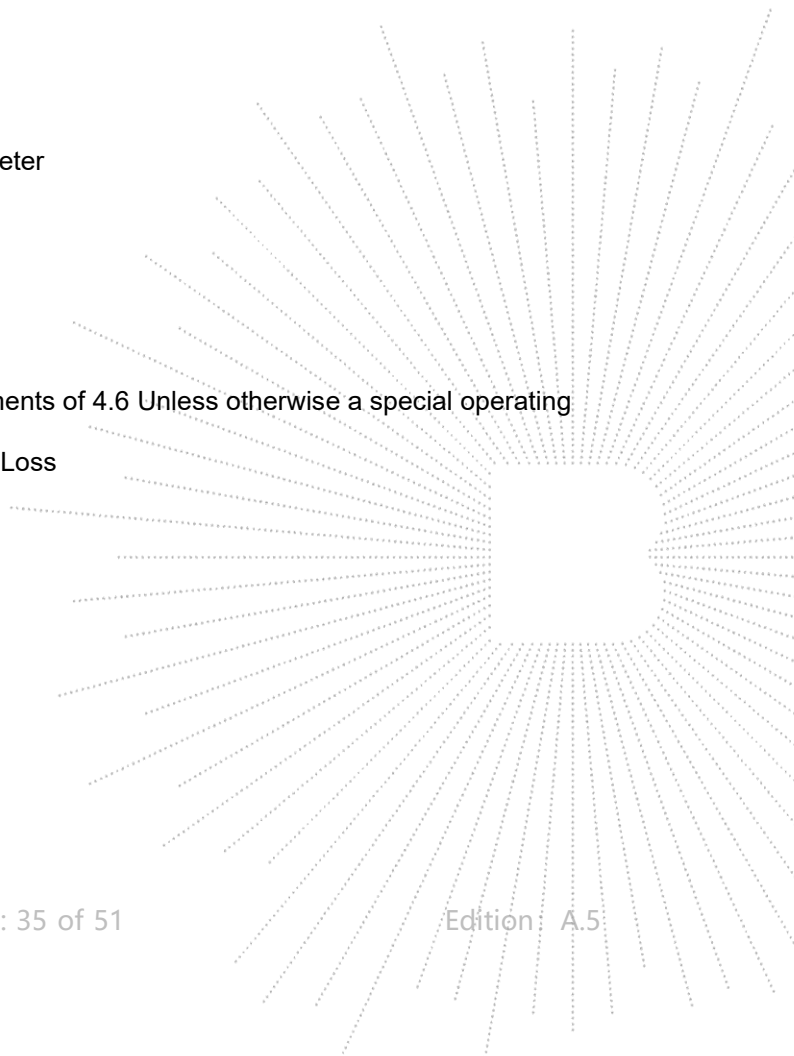 eter
nents of 4.6 Unless otherwise a special operating
Loss
: 35 of 51 Edition： A.5